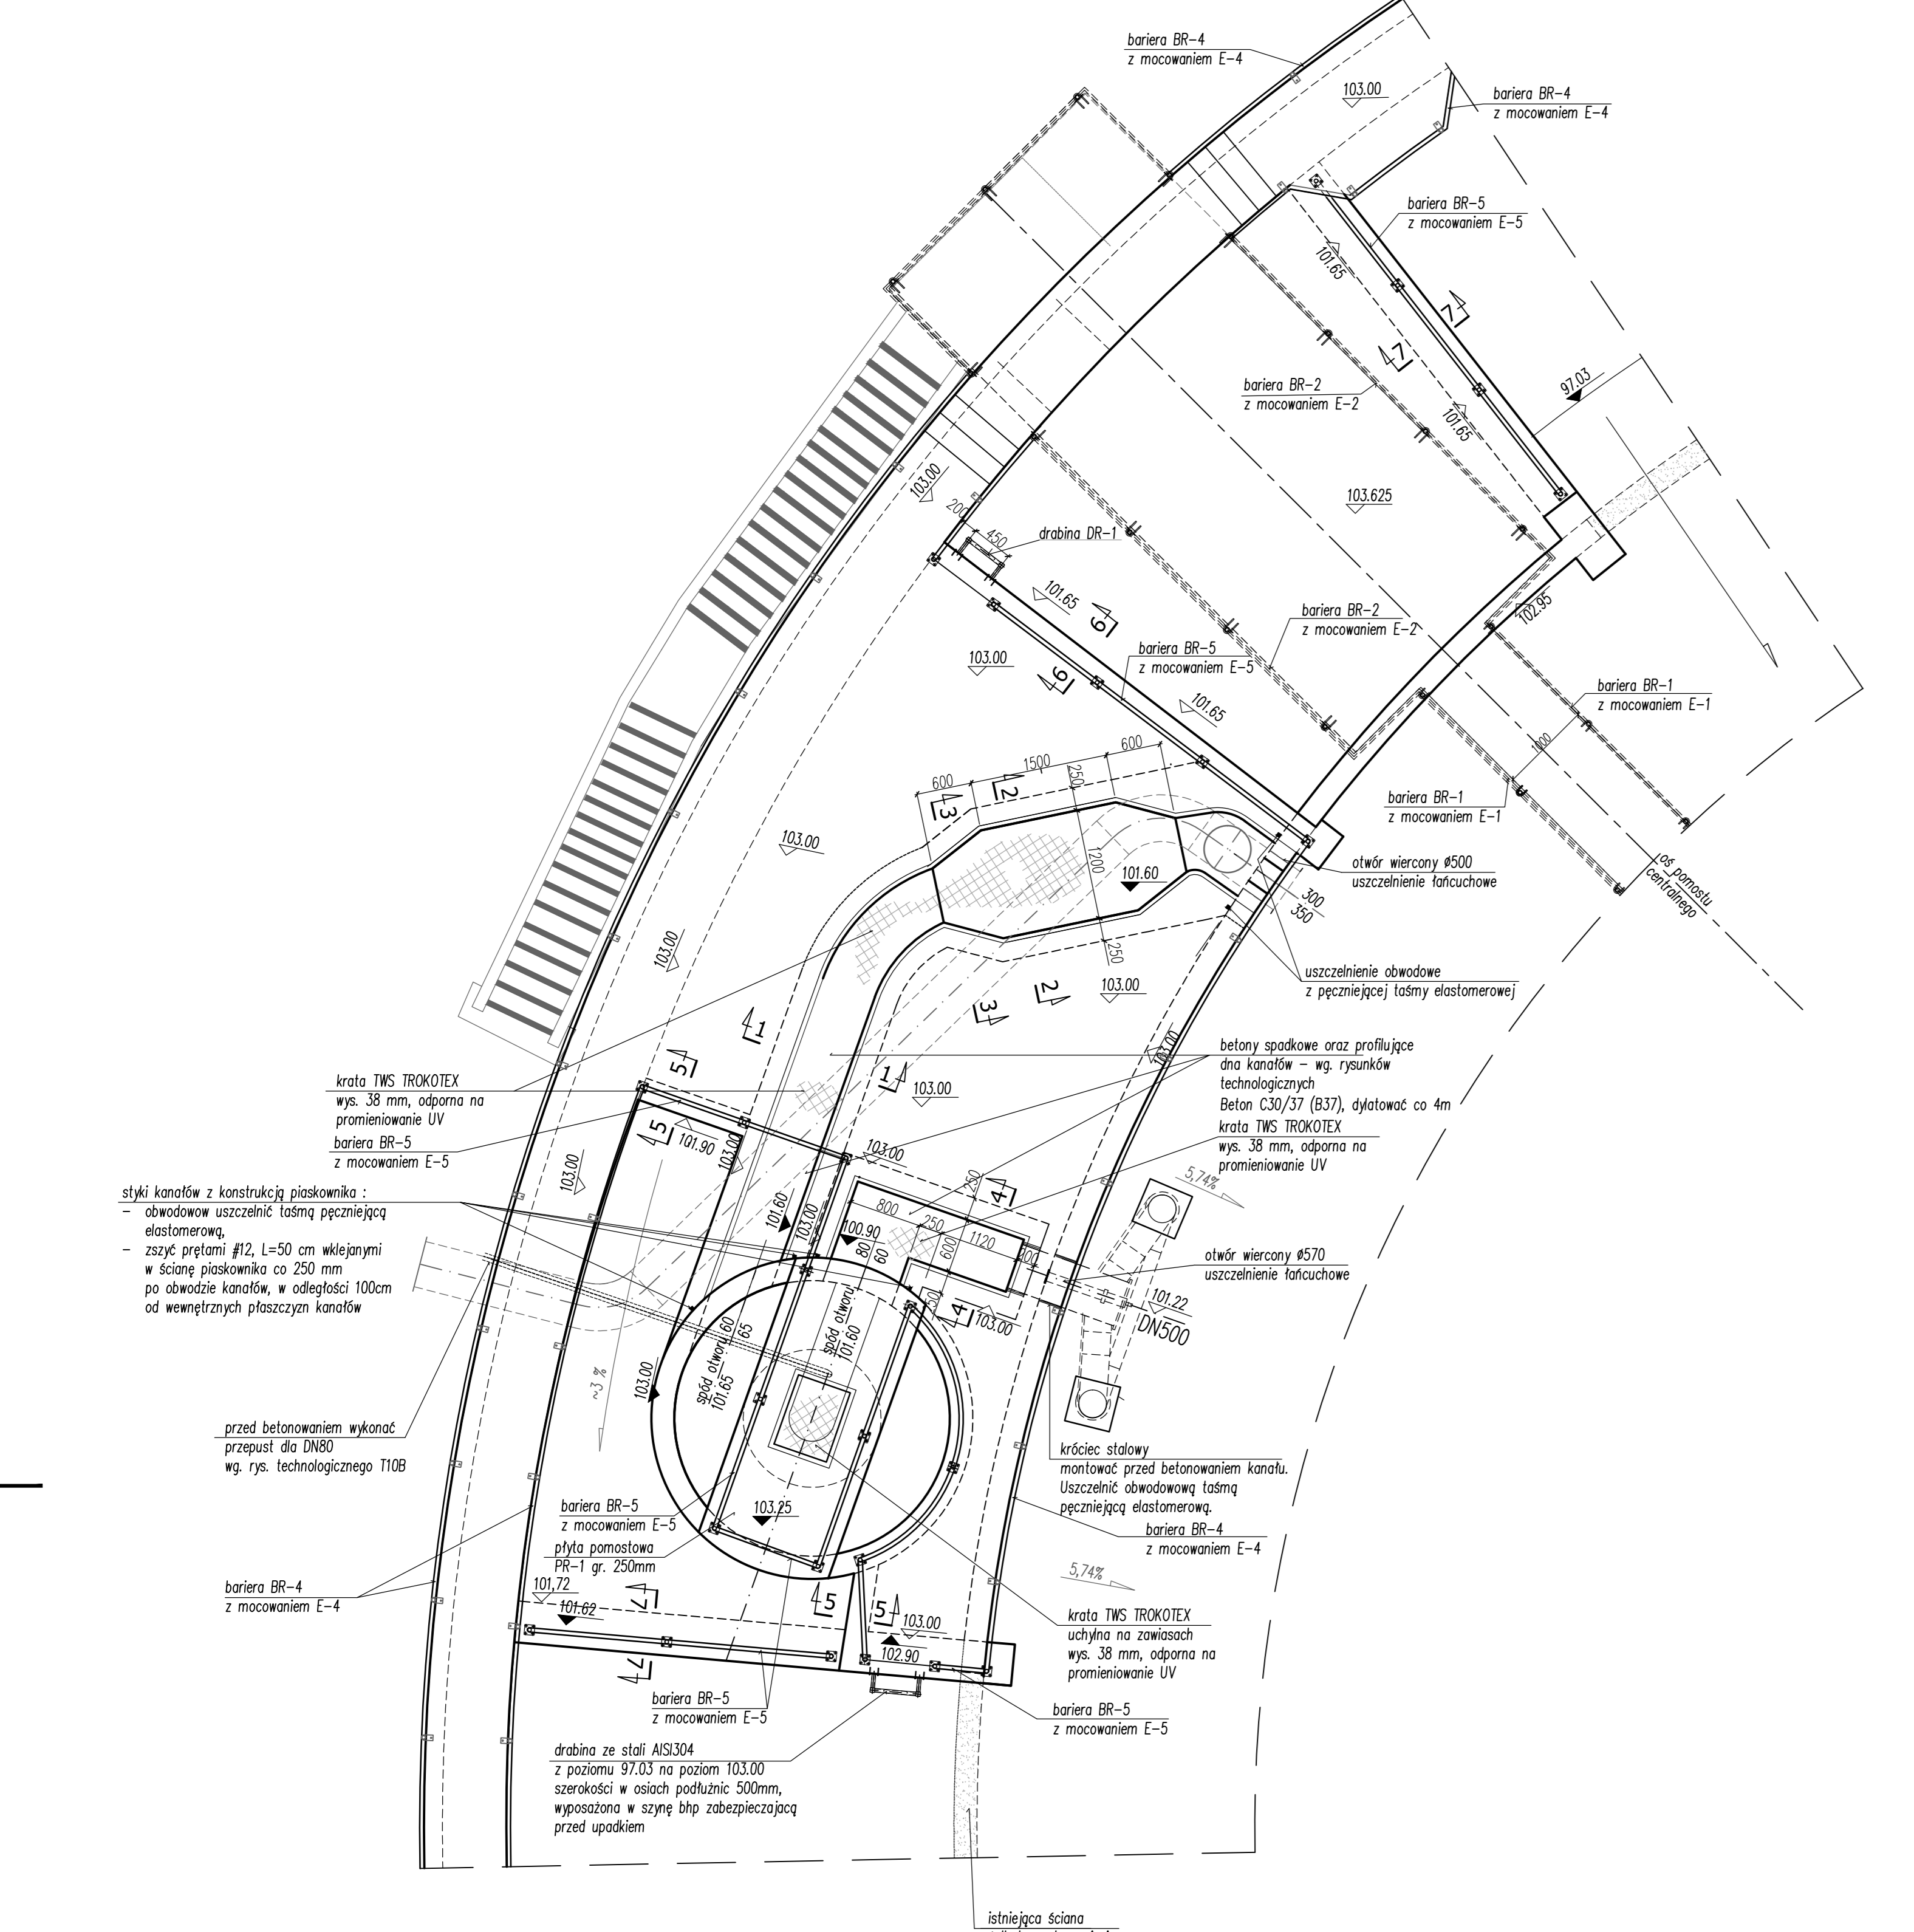 bariera BR-4
z mocowaniem E-4
103.00
bariera BR-4
z mocowaniem E-4
bariera BR-5
z mocowaniem E-5
101.65
7
7
bariera BR-2
z mocowaniem E-2
97.03
101.65
103.00
103.625
200
450
drabina DR-1
101.65
6
102.95
bariera BR-2
z mocowaniem E-2
103.00
6
bariera BR-5
z mocowaniem E-5
101.65
bariera BR-1
z mocowaniem E-1
1000
600
1500
600
250
3
2
bariera BR-1
z mocowaniem E-1
103.00
1200
101.60
otwór wiercony ø500
uszczelnienie łańcuchowe
oś pomostu
centralnego
300
350
103.00
250
uszczelnienie obwodowe
z pęczniejącej taśmy elastomerowej
2
3
103.00
1
103.00
betony spadkowe oraz profilujące
dna kanałów - wg. rysunków
technologicznych
Beton C30/37 (B37), dylatować co 4m
5
1
103.00
krata TWS TROKOTEX
wys. 38 mm, odporna na
promieniowanie UV
bariera BR-5
z mocowaniem E-5
5
101.90
103.00
103.00
krata TWS TROKOTEX
wys. 38 mm, odporna na
promieniowanie UV
103.00
5,74%
250
4
styki kanałów z konstrukcją piaskownika :
- obwodowow uszczelnić taśmą pęczniejącą
elastomerową,
- zszyć prętami #12, L=50 cm wklejanymi
w ścianę piaskownika co 250 mm
po obwodzie kanałów, w odległości 100cm
od wewnętrznych płaszczyzn kanałów
101.60
103.00
800
250
100.90
80
60
600
1120
200
otwór wiercony ø570
uszczelnienie łańcuchowe
101.22
DN500
250
4
103.00
spód otworu
101.60
60
65
spód otworu
101.65
103.00
~3 %
przed betonowaniem wykonać
przepust dla DN80
wg. rys. technologicznego T10B
króciec stalowy
montować przed betonowaniem kanału.
Uszczelnić obwodowową taśmą
pęczniejącą elastomerową.
bariera BR-5
z mocowaniem E-5
103.25
bariera BR-4
z mocowaniem E-4
płyta pomostowa
PR-1 gr. 250mm
5,74%
bariera BR-4
z mocowaniem E-4
101,72
101.62
7
5
5
103.00
102.90
krata TWS TROKOTEX
uchylna na zawiasach
wys. 38 mm, odporna na
promieniowanie UV
7
bariera BR-5
z mocowaniem E-5
bariera BR-5
z mocowaniem E-5
drabina ze stali AISI304
z poziomu 97.03 na poziom 103.00
szerokości w osiach podłużnic 500mm,
wyposażona w szynę bhp zabezpieczajacą
przed upadkiem
istniejąca ściana